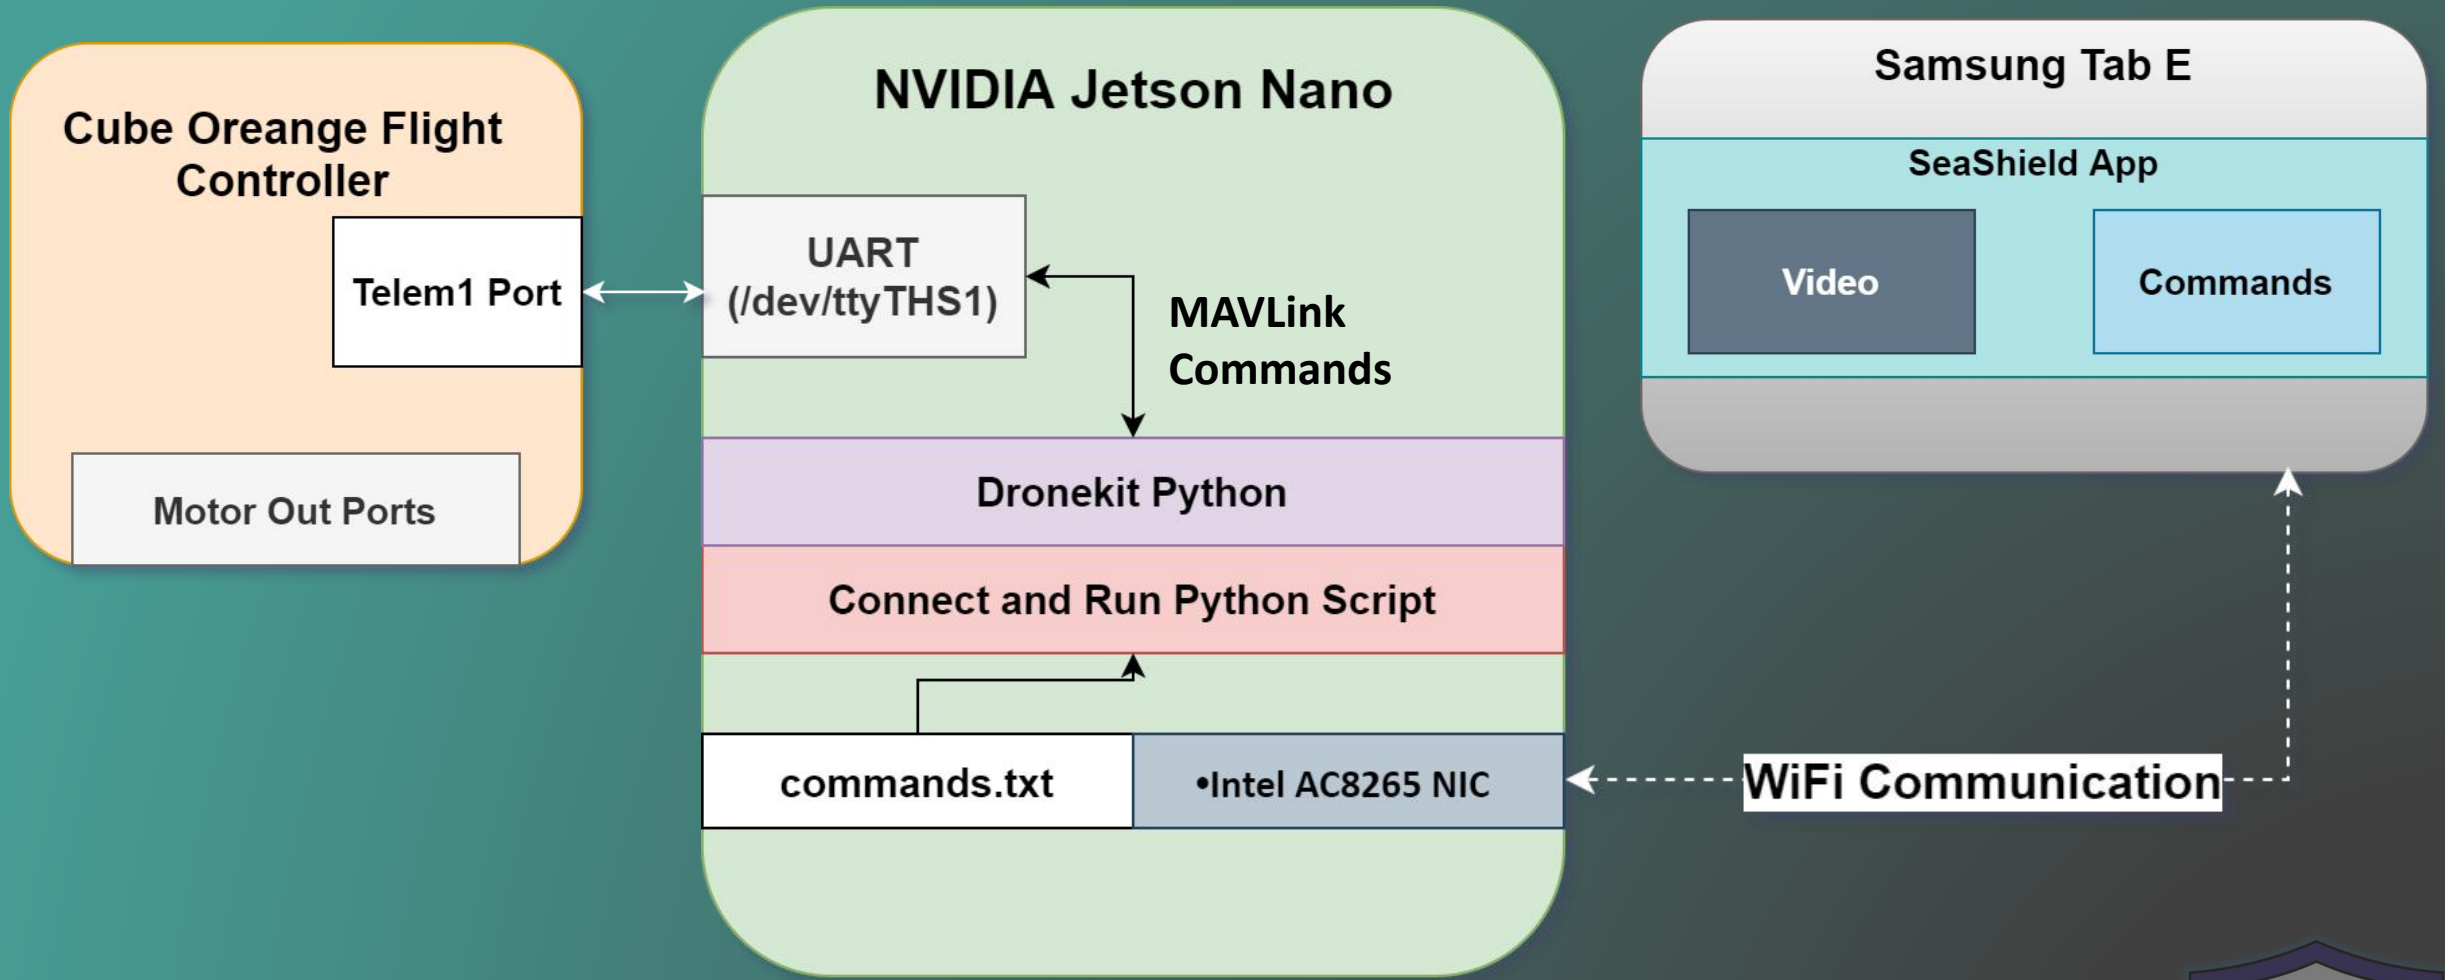 Cube Oreange Flight
Controller
Telem1 Port
Motor Out Ports
NVIDIA Jetson Nano
UART
(/dev/ttyTHS1)
MAVLink
Commands
Dronekit Python
Connect and Run Python Script
commands.txt
•Intel AC8265 NIC
Samsung Tab E
SeaShield App
Video
Commands
WiFi Communication